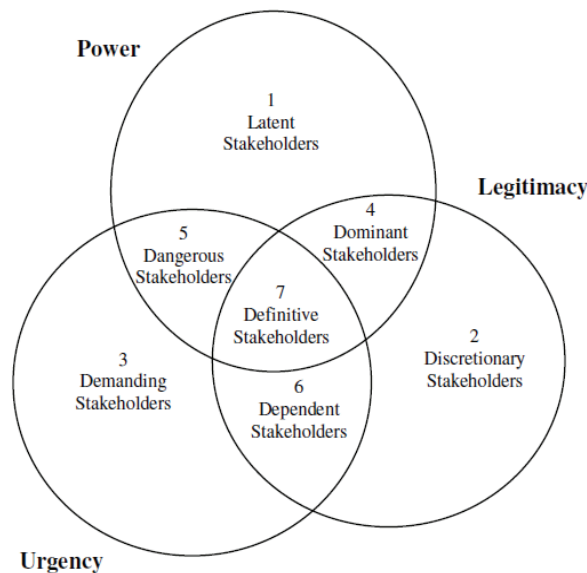 Power
1
Latent
Stakeholders
Legitimacy
4
Dominant
Stakeholders
5
Dangerous
Stakeholders
7
Definitive
Stakeholders
2
Discretionary
Stakeholders
3
Demanding
Stakeholders
6
Dependent
Stakeholders
Urgency